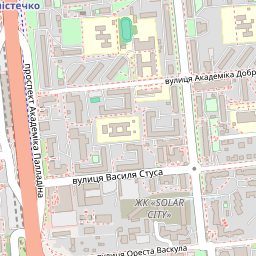 містечко
вулиця Академіка Добр
проспект Академіка Палладіна
вулиця Василя Стуса
ЖК «SOLAR
CITY»
вулиця Ореста Васкула